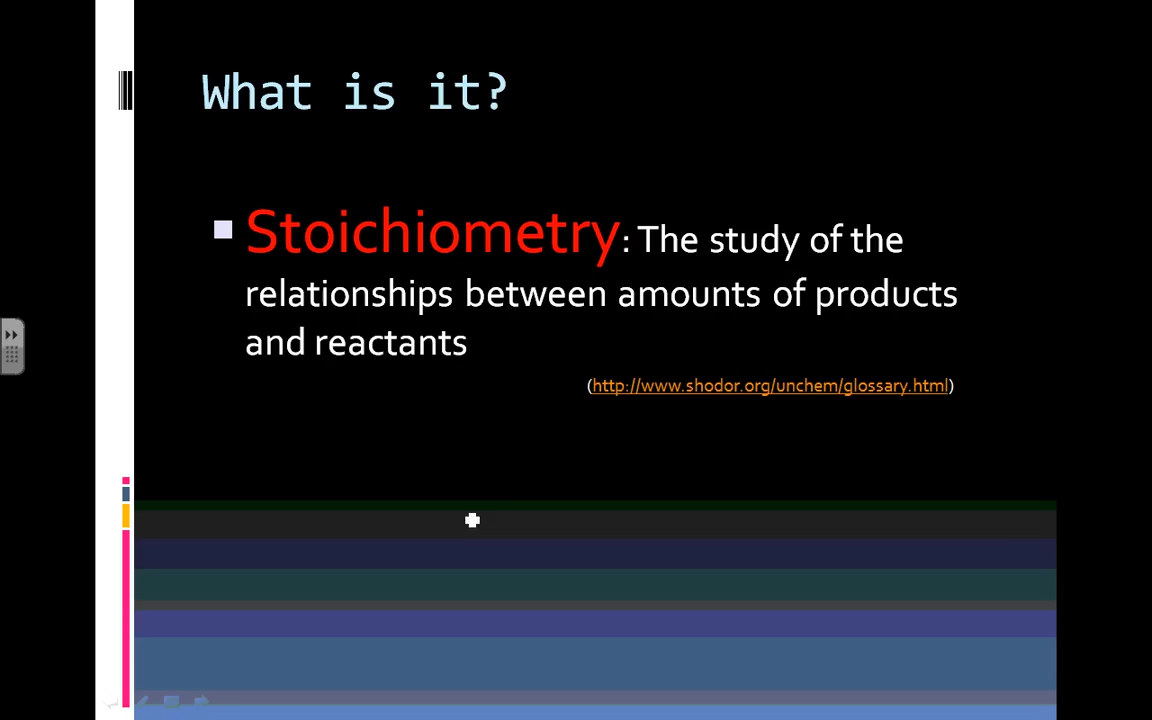 What is it?
Stoichiometry: The study of the
relationships between amounts of products
and reactants
(http://www.shodor.org/unchem/glossary.html)